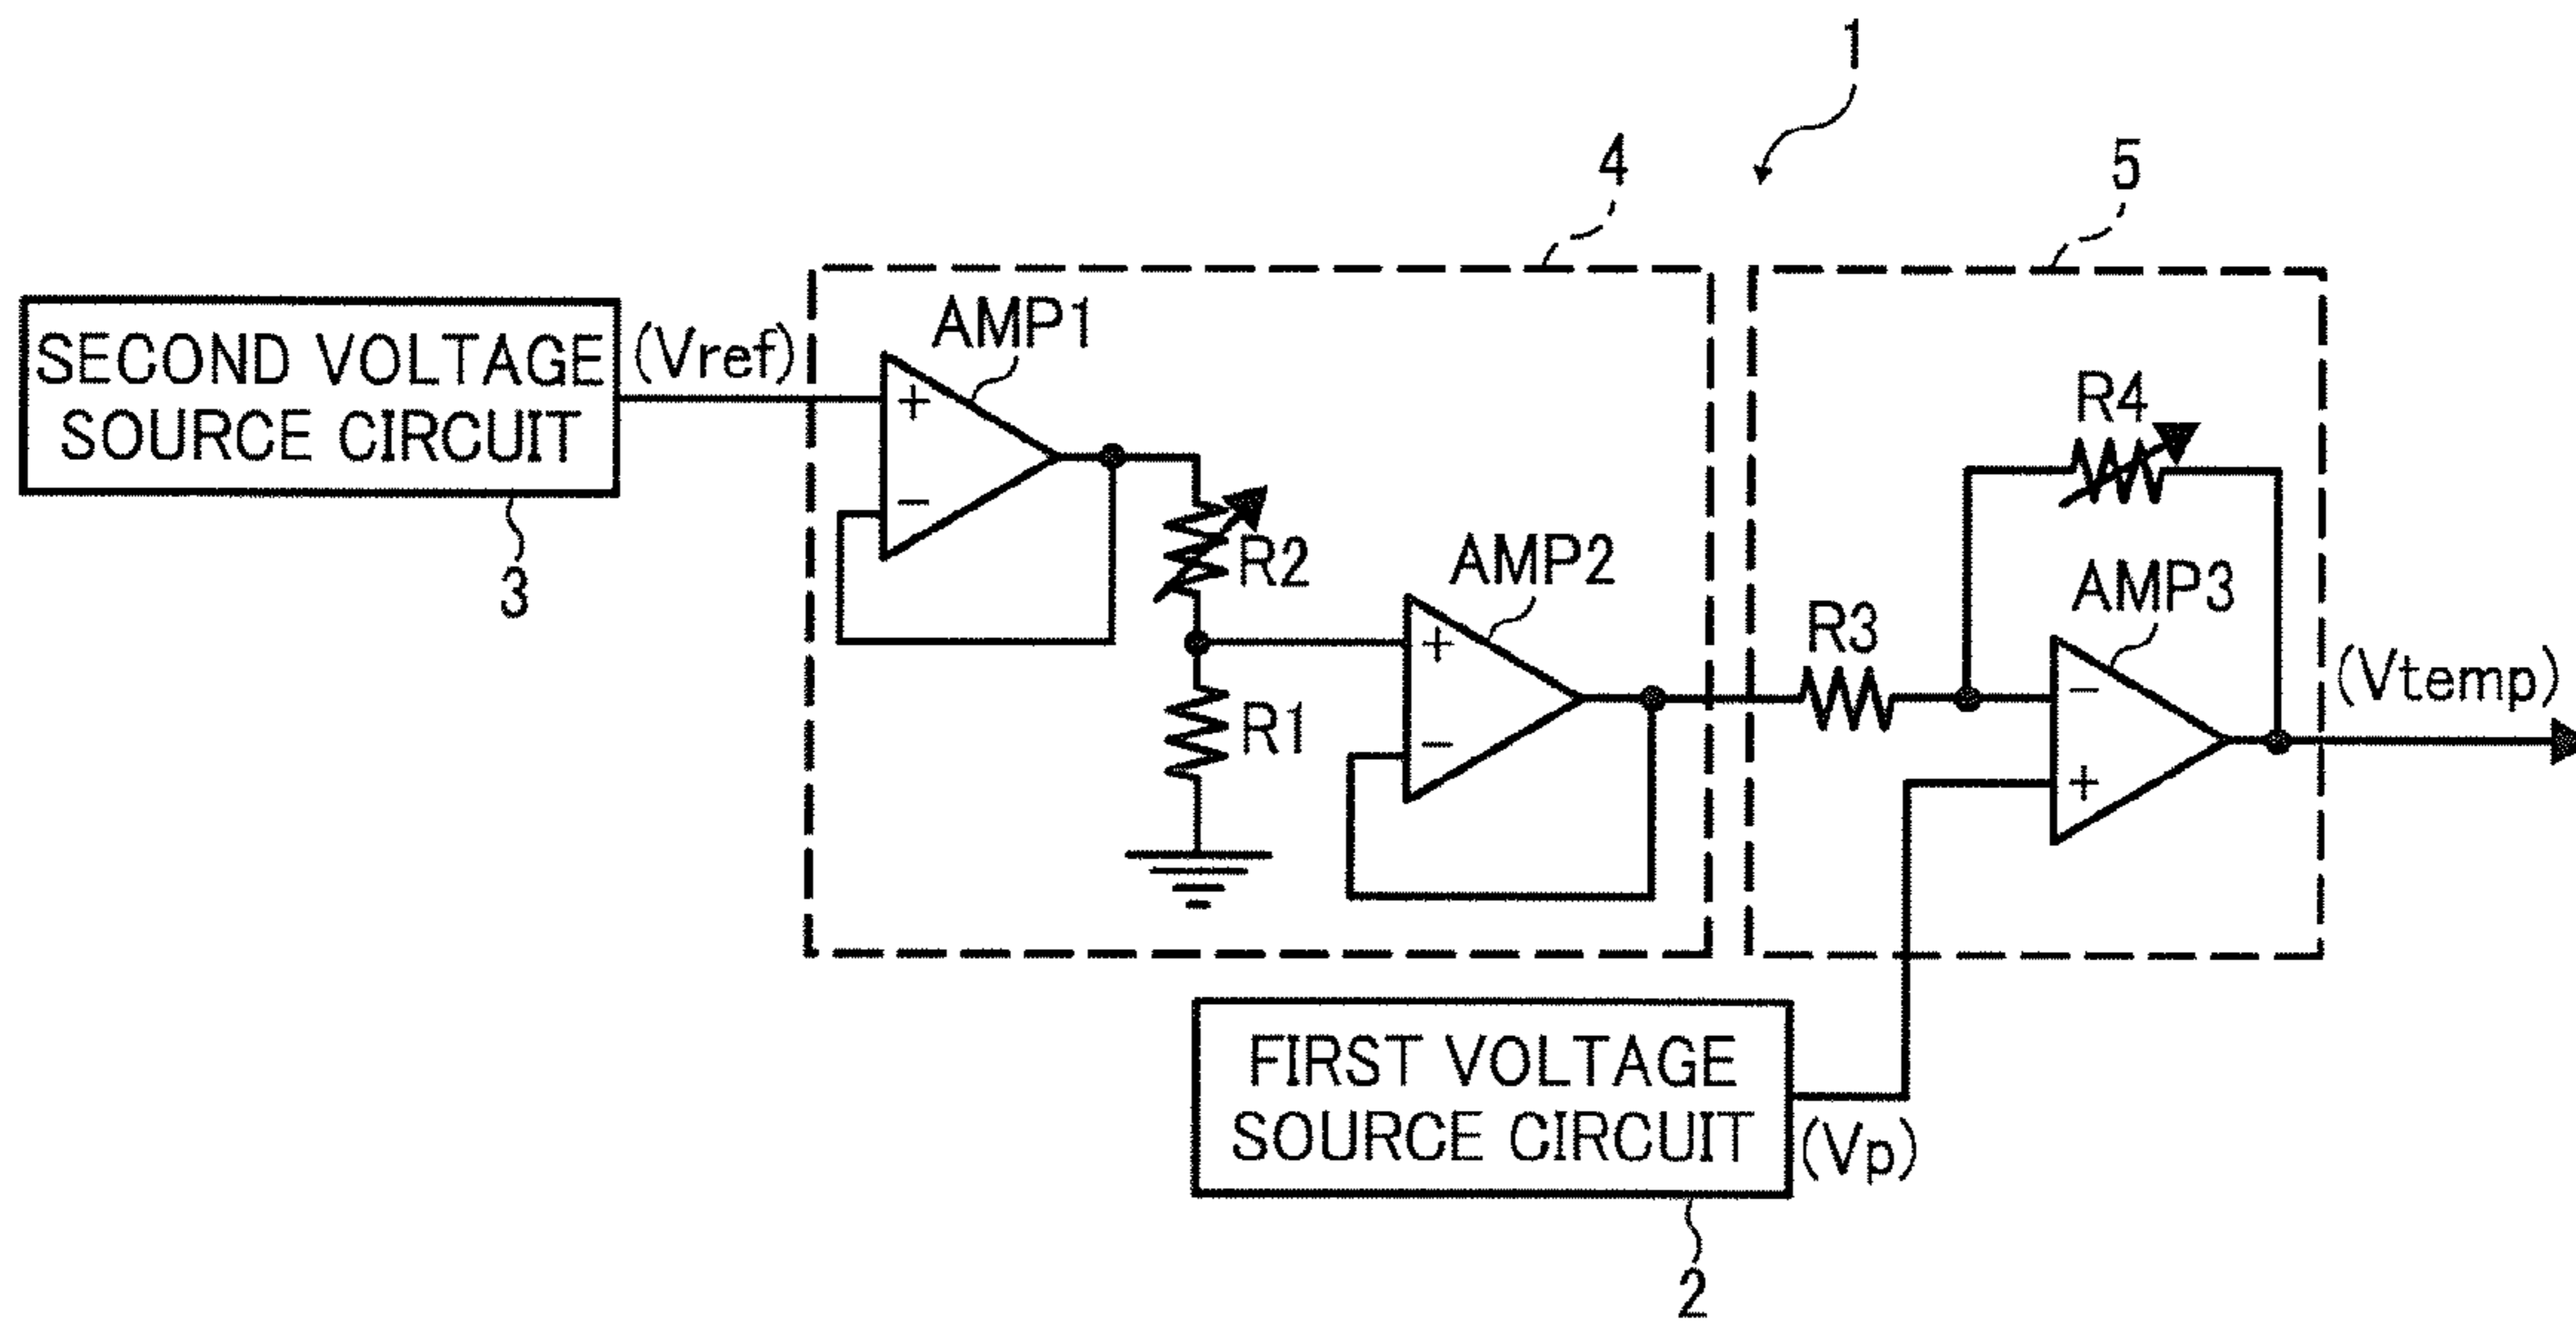 1
4
5
SECOND VOLTAGE
SOURCE CIRCUIT
(Vref)
3
AMP1
+
−
R2
R1
AMP2
+
−
R3
R4
AMP3
−
+
(Vtemp)
FIRST VOLTAGE
SOURCE CIRCUIT
(Vp)
2